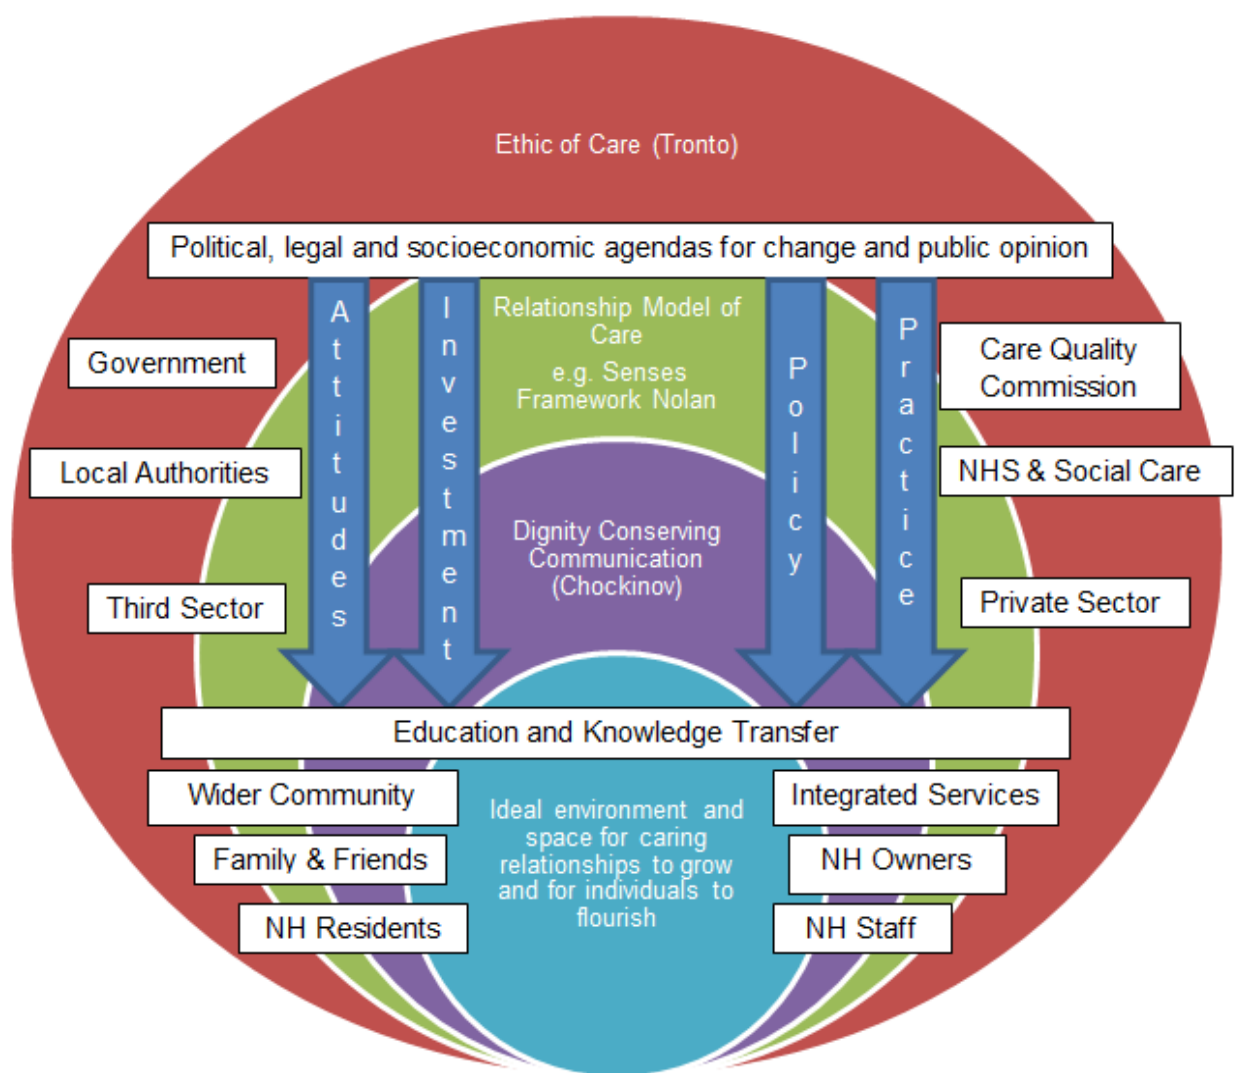 Ethic of Care (Tronto)
Political, legal and socioeconomic agendas for change and public opinion
Attitudes
Investment
Relationship Model of
Care
e.g. Senses
Framework Nolan
Policy
Practice
Government
Care Quality
Commission
Local Authorities
NHS & Social Care
Dignity Conserving
Communication
(Chockinov)
Third Sector
Private Sector
Education and Knowledge Transfer
Wider Community
Integrated Services
Ideal environment and
space for caring
relationships to grow
and for individuals to
flourish
Family & Friends
NH Owners
NH Residents
NH Staff